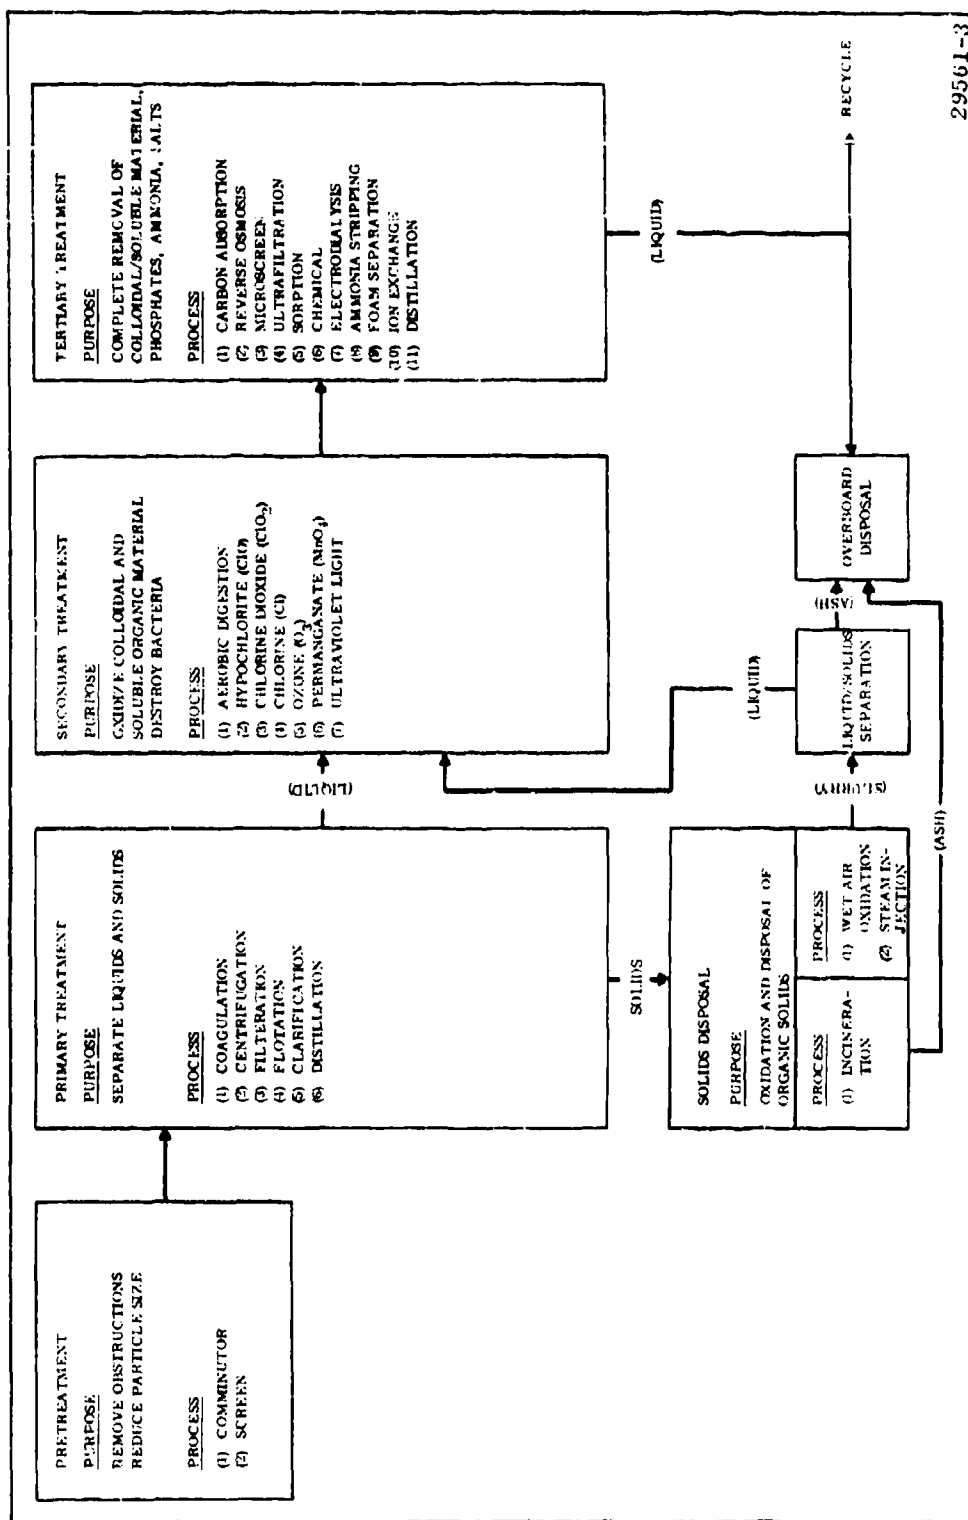 PRETREATMENT
PURPOSE
REMOVE OBSTRUCTIONS
REDUCE PARTICLE SIZE
PROCESS
(1) COMMINUTOR
(2) SCREEN
PRIMARY TREATMENT
PURPOSE
SEPARATE LIQUIDS AND SOLIDS
PROCESS
(1) COAGULATION
(2) CENTRIFUGATION
(3) FILTERATION
(4) FLOTATION
(5) CLARIFICATION
(6) DISTILLATION
(LIQUID)
SOLIDS
SECONDARY TREATMENT
PURPOSE
OXIDIZE COLLOIDAL AND
SOLUBLE ORGANIC MATERIAL
DESTROY BACTERIA
PROCESS
(1) AEROBIC DIGESTION
(2) HYPOCHLORITE (ClO)
(3) CHLORINE DIOXIDE (ClO₂)
(4) CHLORINE (Cl)
(5) OZONE (O₃)
(6) PERMANGANATE (MnO₄)
(7) ULTRAVIOLET LIGHT
TERTIARY TREATMENT
PURPOSE
COMPLETE REMOVAL OF
COLLOIDAL/SOLUBLE MATERIAL,
PHOSPHATES, AMMONIA, SALTS
PROCESS
(1) CARBON ADSORPTION
(2) REVERSE OSMOSIS
(3) MICROSCREEN
(4) ULTRAFILTRATION
(5) SORPTION
(6) CHEMICAL
(7) ELECTRODIALYSIS
(8) AMMONIA STRIPPING
(9) FOAM SEPARATION
(10) ION EXCHANGE
(11) DISTILLATION
(LIQUID)
SOLIDS DISPOSAL
PURPOSE
OXIDATION AND DISPOSAL OF
ORGANIC SOLIDS
PROCESS
(1) INCINERA-
TION
PROCESS
(1) WET AIR
OXIDATION
(2) STEAM IN-
JECTION
(SLURRY)
LIQUID/SOLIDS
SEPARATION
(LIQUID)
(ASH)
(ASH)
OVERBOARD
DISPOSAL
RECYCLE
29561-3